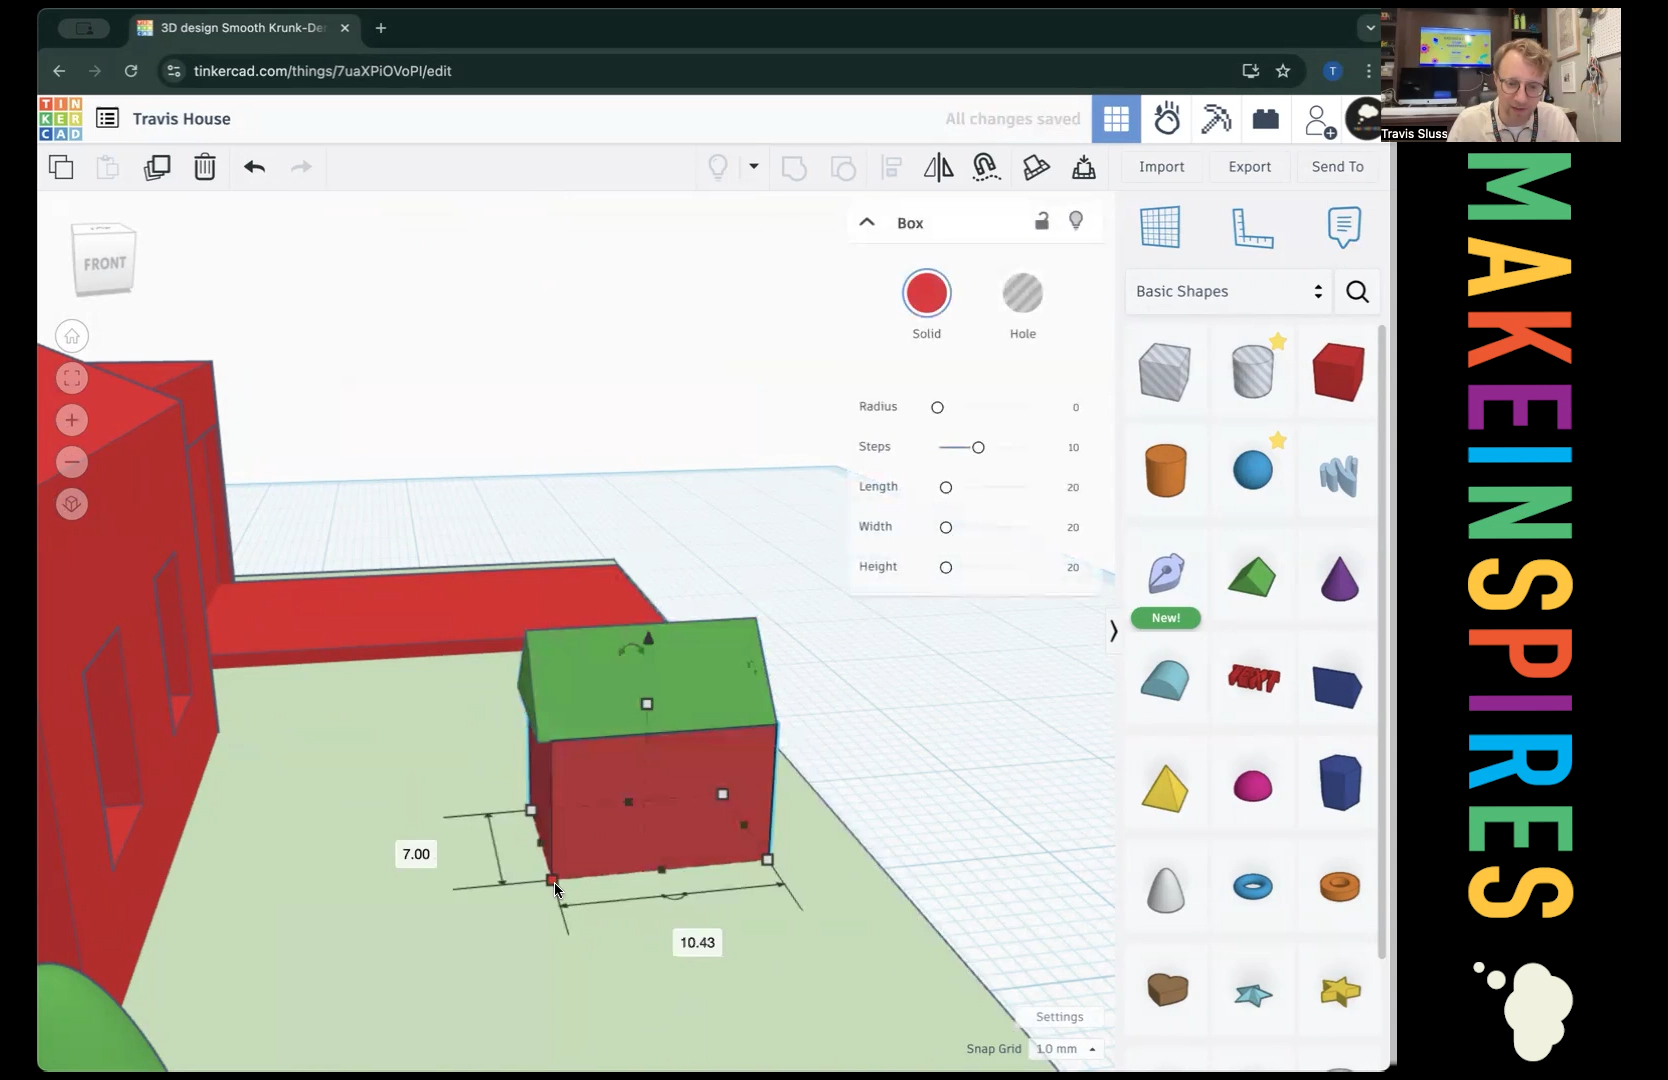 3D design Smooth Krunk-De
tinkercad.com/things/7uaXPiOVoPI/edit
T
TIN
KER
CAD
Travis House
All changes saved
Travis Sluss
Import
Export
Send To
FRONT
Box
Solid
Hole
Radius
0
Steps
10
Length
20
Width
20
Height
20
Basic Shapes
New!
TEXT
7.00
10.43
Settings
Snap Grid
1.0 mm
MAKEINSPIRES